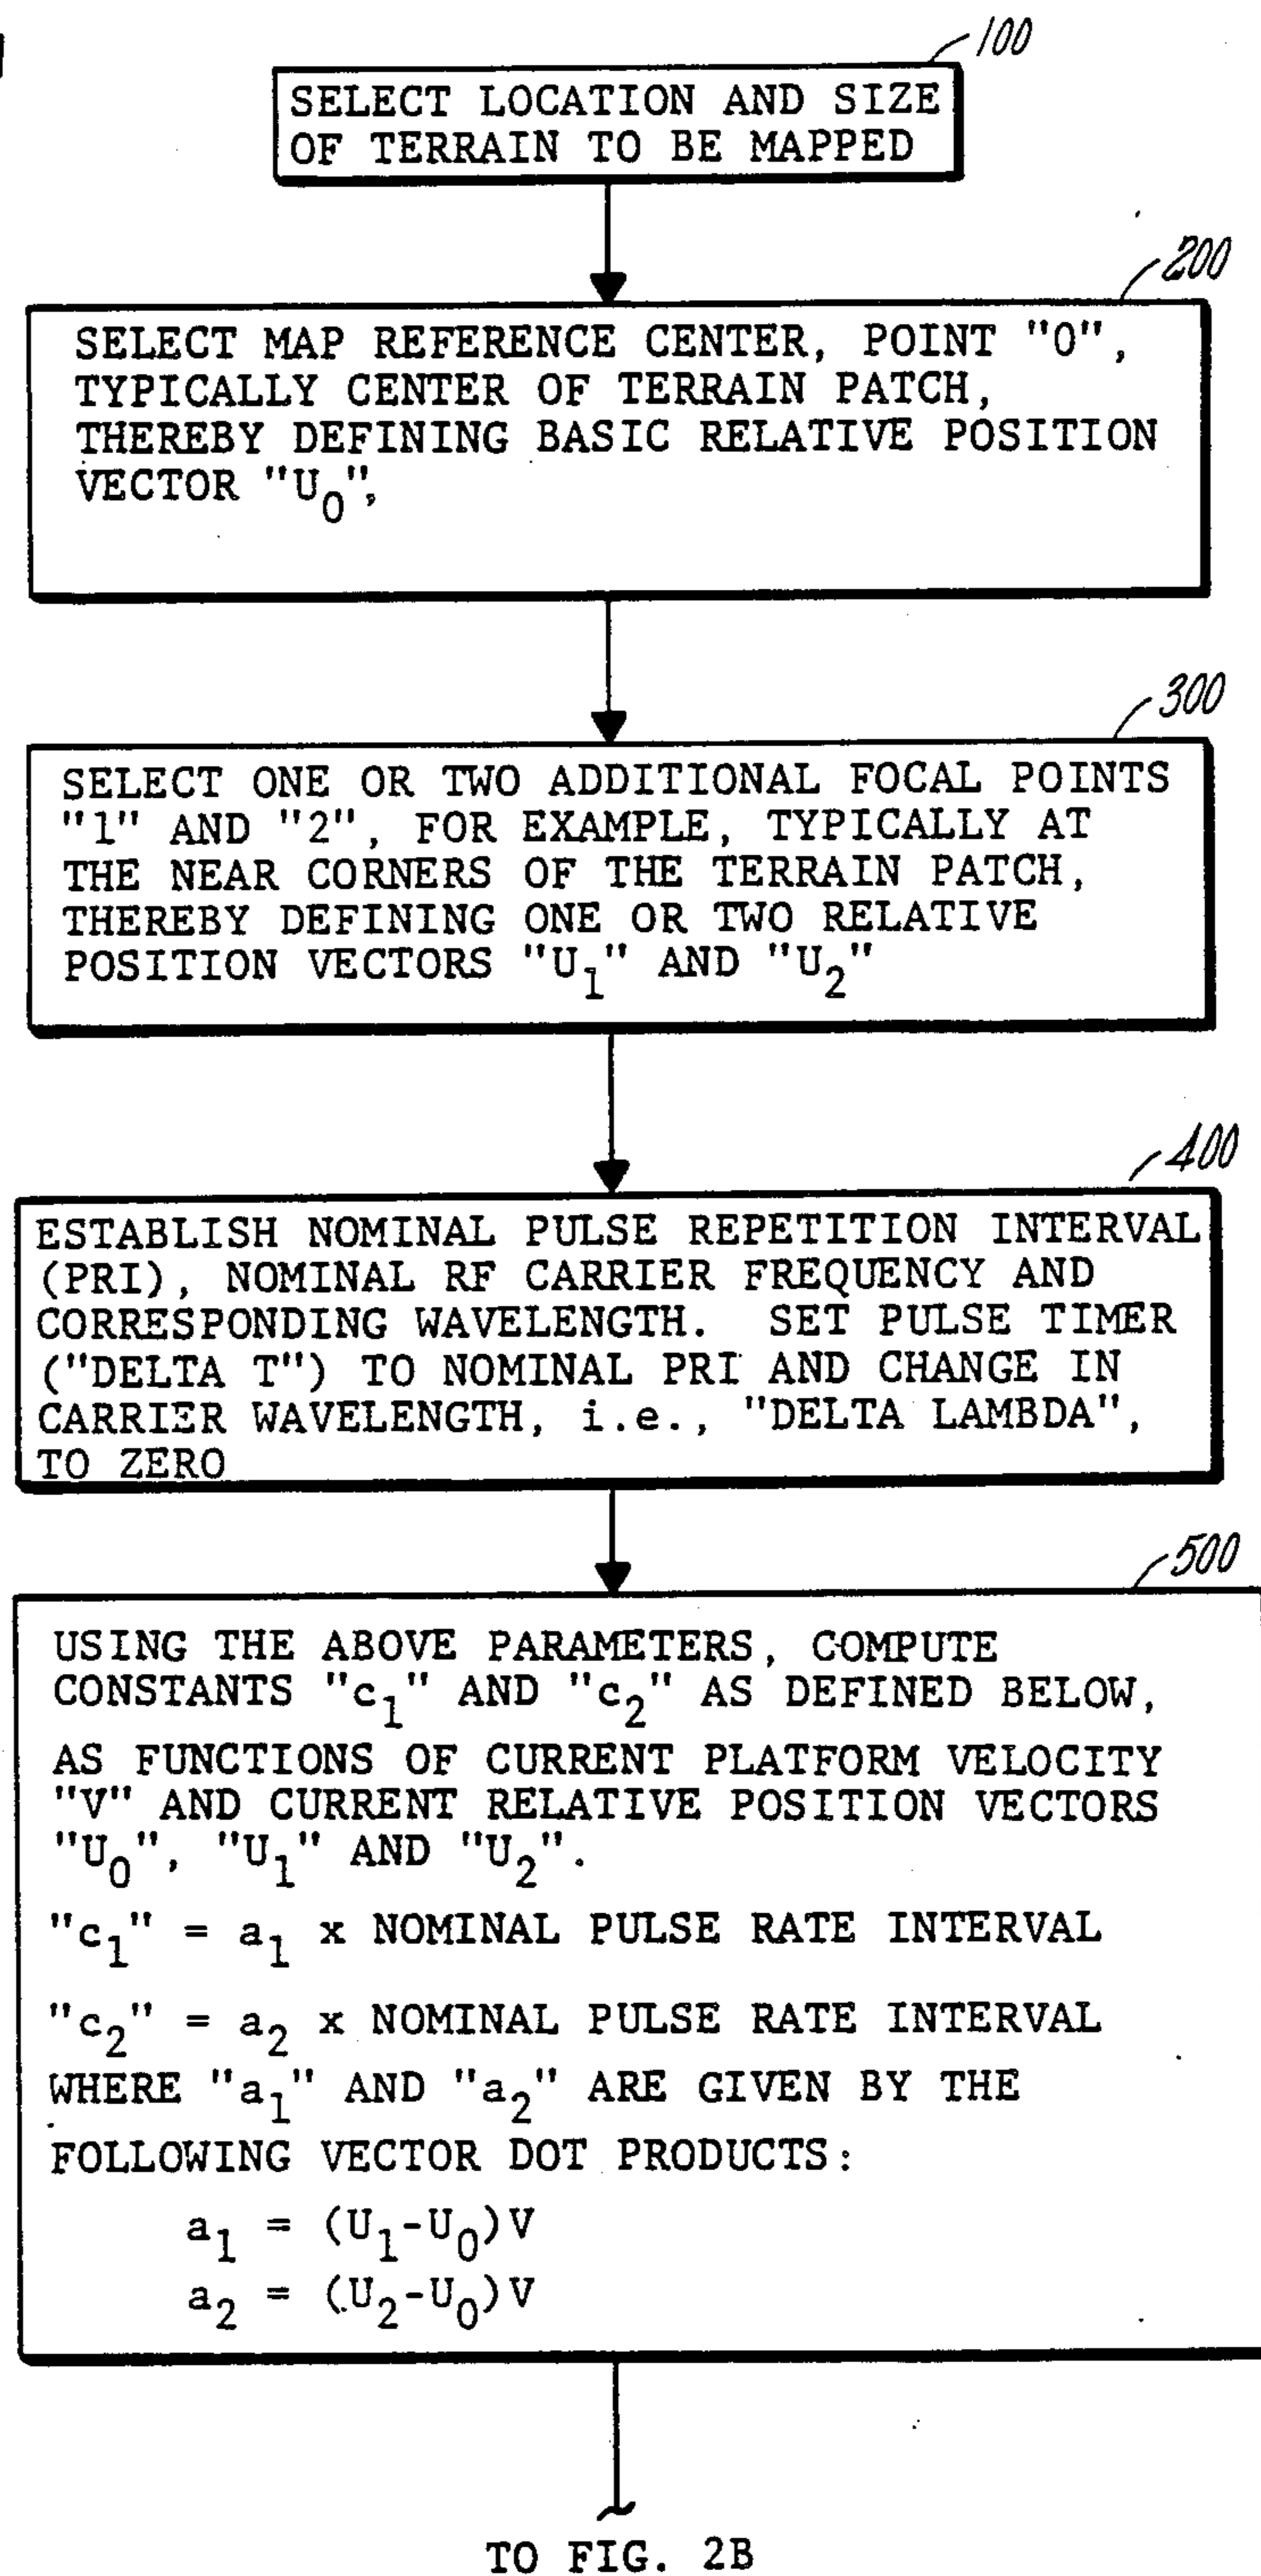 100
SELECT LOCATION AND SIZE
OF TERRAIN TO BE MAPPED
200
SELECT MAP REFERENCE CENTER, POINT "0",
TYPICALLY CENTER OF TERRAIN PATCH,
THEREBY DEFINING BASIC RELATIVE POSITION
VECTOR "U₀",
300
SELECT ONE OR TWO ADDITIONAL FOCAL POINTS
"1" AND "2", FOR EXAMPLE, TYPICALLY AT
THE NEAR CORNERS OF THE TERRAIN PATCH,
THEREBY DEFINING ONE OR TWO RELATIVE
POSITION VECTORS "U₁" AND "U₂"
400
ESTABLISH NOMINAL PULSE REPETITION INTERVAL
(PRI), NOMINAL RF CARRIER FREQUENCY AND
CORRESPONDING WAVELENGTH. SET PULSE TIMER
("DELTA T") TO NOMINAL PRI AND CHANGE IN
CARRIER WAVELENGTH, i.e., "DELTA LAMBDA",
TO ZERO
500
USING THE ABOVE PARAMETERS, COMPUTE
CONSTANTS "c₁" AND "c₂" AS DEFINED BELOW,
AS FUNCTIONS OF CURRENT PLATFORM VELOCITY
"V" AND CURRENT RELATIVE POSITION VECTORS
"U₀", "U₁" AND "U₂".
"c₁" = a₁ x NOMINAL PULSE RATE INTERVAL
"c₂" = a₂ x NOMINAL PULSE RATE INTERVAL
WHERE "a₁" AND "a₂" ARE GIVEN BY THE
FOLLOWING VECTOR DOT PRODUCTS:
a₁ = (U₁-U₀)V
a₂ = (U₂-U₀)V
TO FIG. 2B